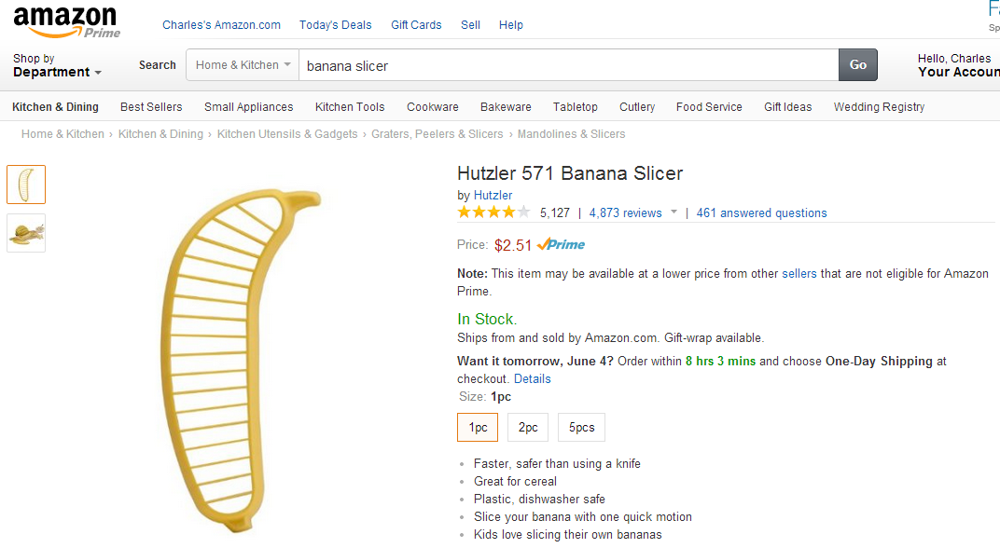 amazon
Prime
Charles's Amazon.com Today's Deals Gift Cards Sell Help
Shop by
Department
Search Home & Kitchen banana slicer Go
Hello, Charles
Your Accoun
Kitchen & Dining Best Sellers Small Appliances Kitchen Tools Cookware Bakeware Tabletop Cutlery Food Service Gift Ideas Wedding Registry
Home & Kitchen › Kitchen & Dining › Kitchen Utensils & Gadgets › Graters, Peelers & Slicers › Mandolines & Slicers
Hutzler 571 Banana Slicer
by Hutzler
5,127 | 4,873 reviews | 461 answered questions
Price: $2.51 Prime
Note: This item may be available at a lower price from other sellers that are not eligible for Amazon
Prime.
In Stock.
Ships from and sold by Amazon.com. Gift-wrap available.
Want it tomorrow, June 4? Order within 8 hrs 3 mins and choose One-Day Shipping at
checkout. Details
Size: 1pc
1pc 2pc 5pcs
• Faster, safer than using a knife
• Great for cereal
• Plastic, dishwasher safe
• Slice your banana with one quick motion
• Kids love slicing their own bananas